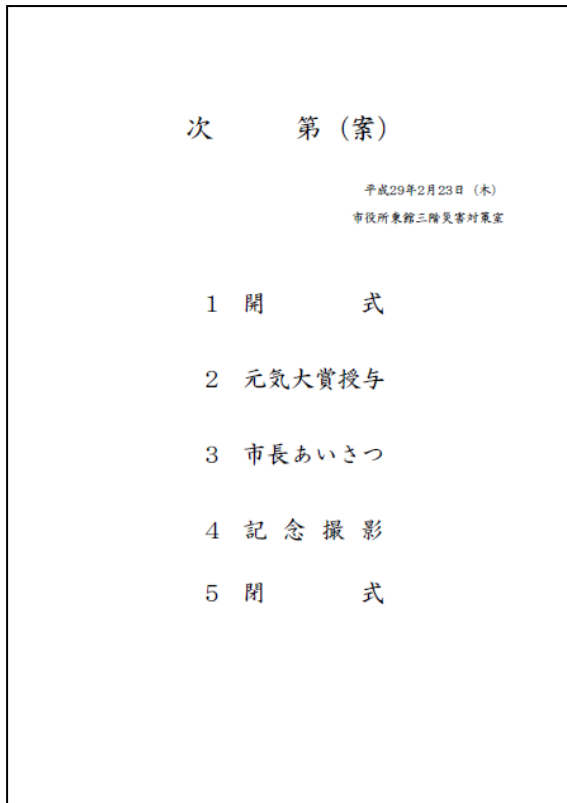 次　　第（案）
平成29年2月23日（木）
市役所東館三階災害対策室
1　開　　式
2　元気大賞授与
3　市長あいさつ
4　記念撮影
5　閉　　式